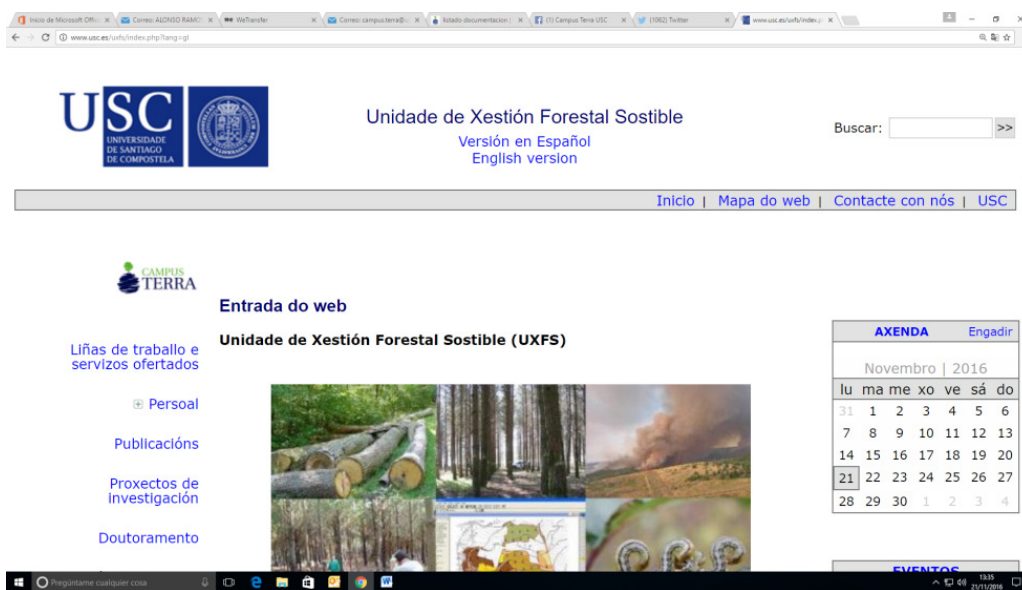 Inicio de Microsoft Offic
Correo: ALONSO RAMO
WeTransfer
Correo: campus.terra@
listado documentacion
(1) Campus Terra USC
(1062) Twitter
www.usc.es/uxfs/index.p
www.usc.es/uxfs/index.php?lang=gl
USC
UNIVERSIDADE
DE SANTIAGO
DE COMPOSTELA
Unidade de Xestión Forestal Sostible
Versión en Español
English version
Buscar:
>>
Inicio | Mapa do web | Contacte con nós | USC
CAMPUS
TERRA
Entrada do web
Unidade de Xestión Forestal Sostible (UXFS)
Liñas de traballo e
servizos ofertados
Persoal
Publicacións
Proxectos de
investigación
Doutoramento
AXENDA Engadir
Novembro | 2016
lu ma me xo ve sá do
31 1 2 3 4 5 6
7 8 9 10 11 12 13
14 15 16 17 18 19 20
21 22 23 24 25 26 27
28 29 30 1 2 3 4
EVENTOS
Pregúntame cualquier cosa
13:35
21/11/2016